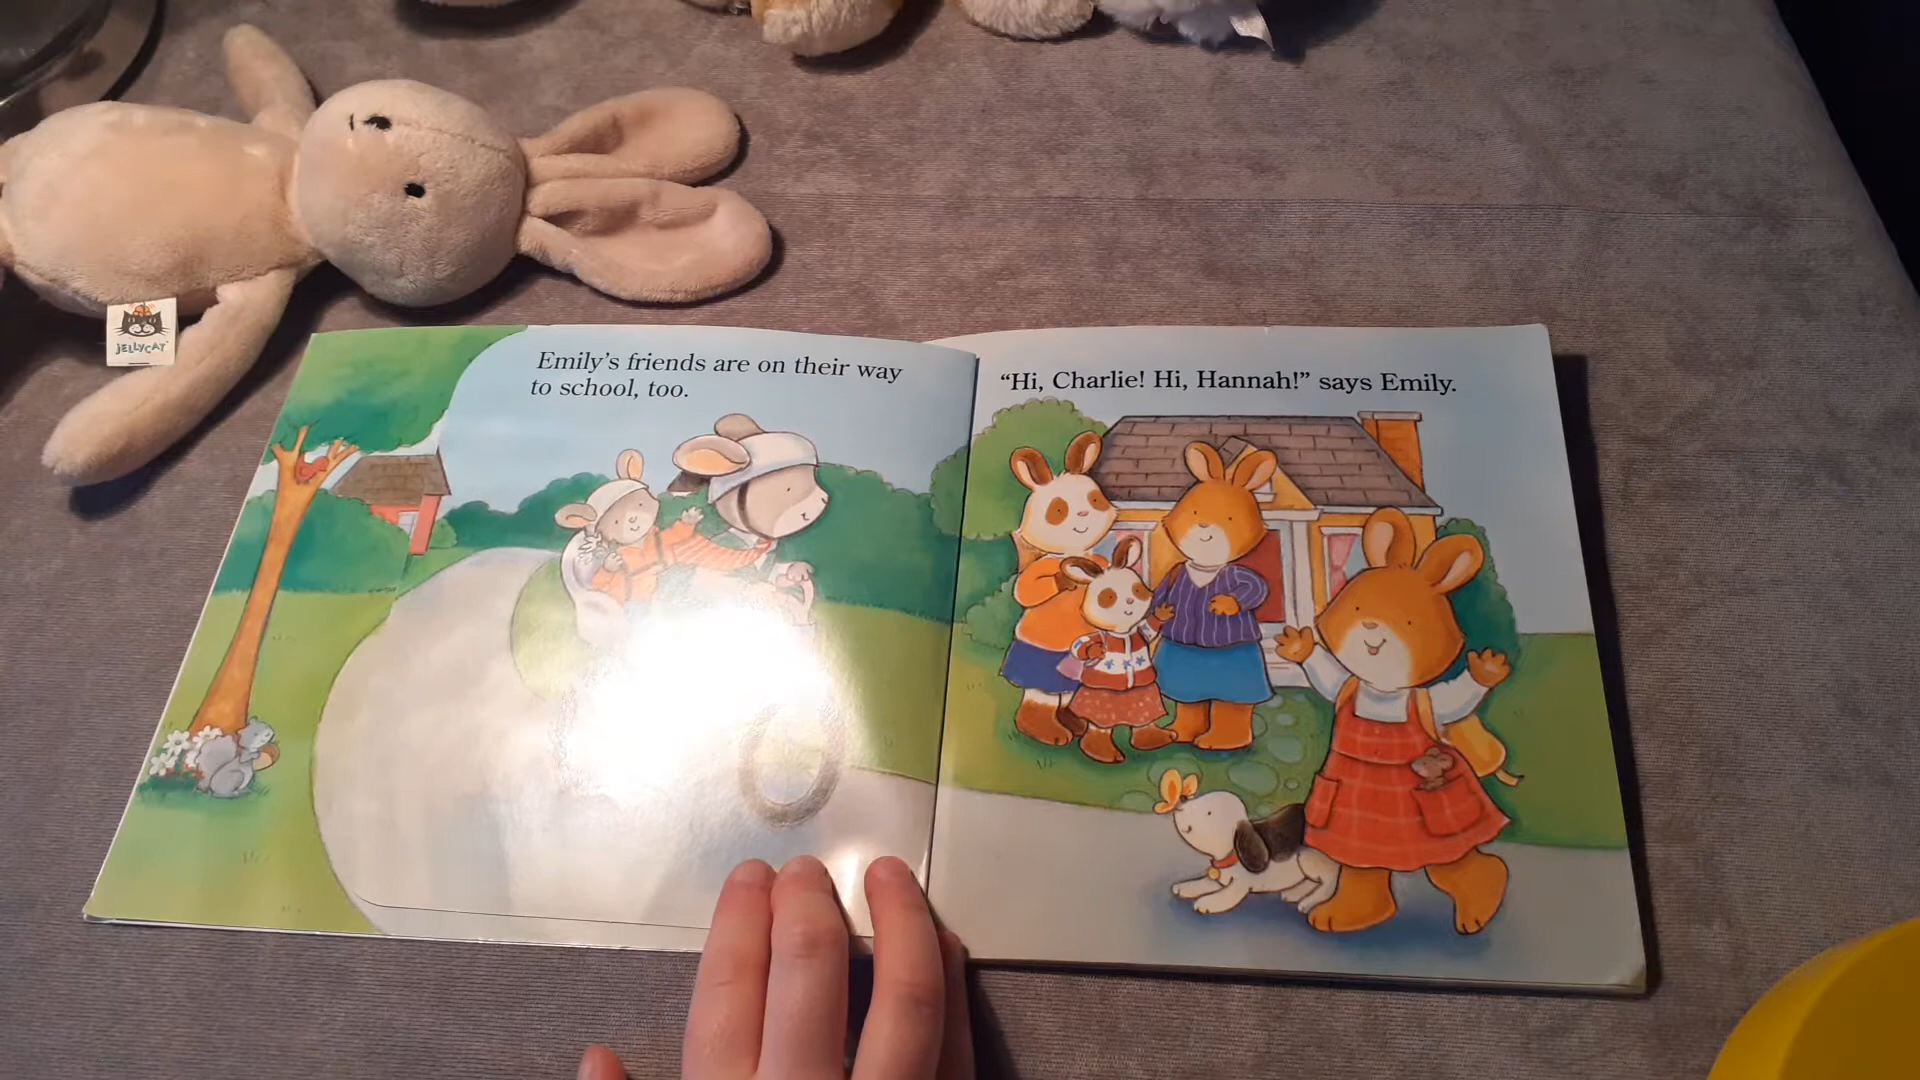 JELLYCAT
Emily's friends are on their way
to school, too.
“Hi, Charlie! Hi, Hannah!” says Emily.